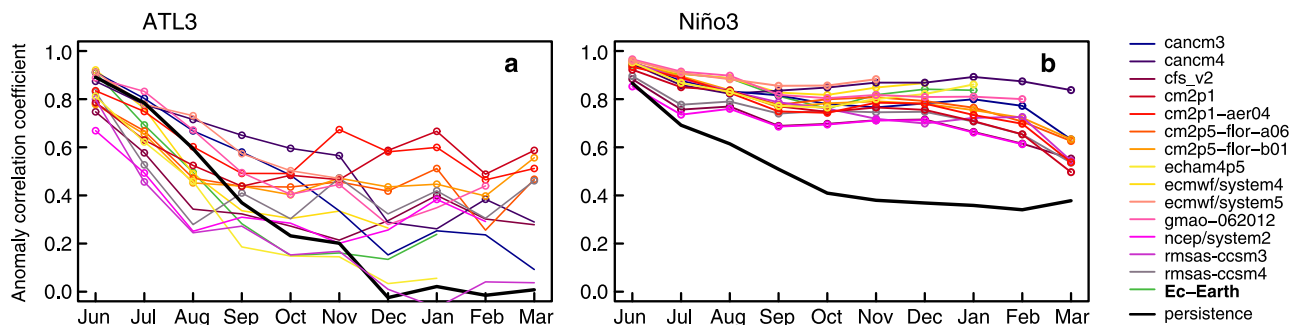 ATL3
Niño3
Anomaly correlation coefficient
1.0
0.8
0.6
0.4
0.2
0.0
a
Jun Jul Aug Sep Oct Nov Dec Jan Feb Mar
1.0
0.8
0.6
0.4
0.2
0.0
b
Jun Jul Aug Sep Oct Nov Dec Jan Feb Mar
cancm3
cancm4
cfs_v2
cm2p1
cm2p1-aer04
cm2p5-flor-a06
cm2p5-flor-b01
echam4p5
ecmwf/system4
ecmwf/system5
gmao-062012
ncep/system2
rmsas-ccsm3
rmsas-ccsm4
Ec-Earth
persistence